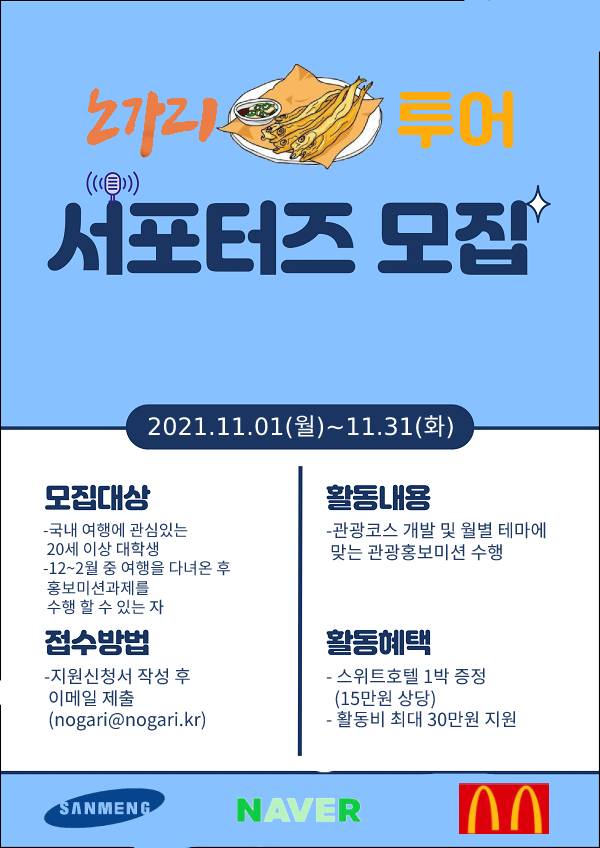 노가리 투어
서포터즈 모집
2021.11.01(월)~11.31(화)
모집대상
-국내 여행에 관심있는
20세 이상 대학생
-12~2월 중 여행을 다녀온 후
홍보미션과제를
수행 할 수 있는 자
접수방법
-지원신청서 작성 후
이메일 제출
(nogari@nogari.kr)
활동내용
-관광코스 개발 및 월별 테마에
맞는 관광홍보미션 수행
활동혜택
- 스위트호텔 1박 증정
(15만원 상당)
- 활동비 최대 30만원 지원
SANMENG
NAVER